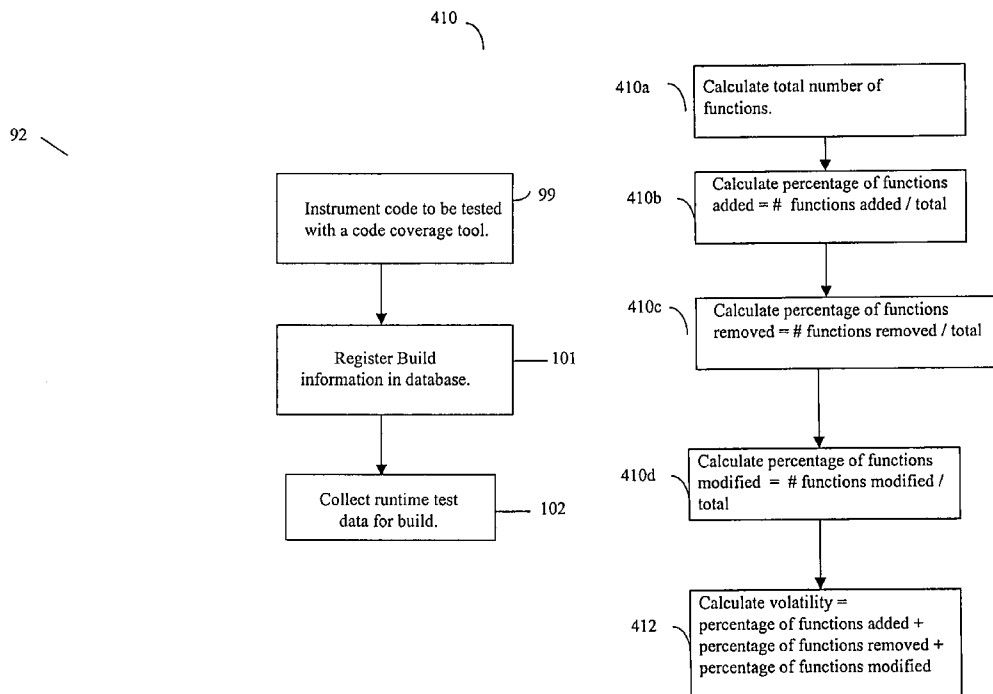 410
92
99
Instrument code to be tested
with a code coverage tool.
Register Build
information in database.
101
Collect runtime test
data for build.
102
410a
Calculate total number of
functions.
410b
Calculate percentage of functions
added = # functions added / total
410c
Calculate percentage of functions
removed = # functions removed / total
410d
Calculate percentage of functions
modified = # functions modified /
total
412
Calculate volatility =
percentage of functions added +
percentage of functions removed +
percentage of functions modified